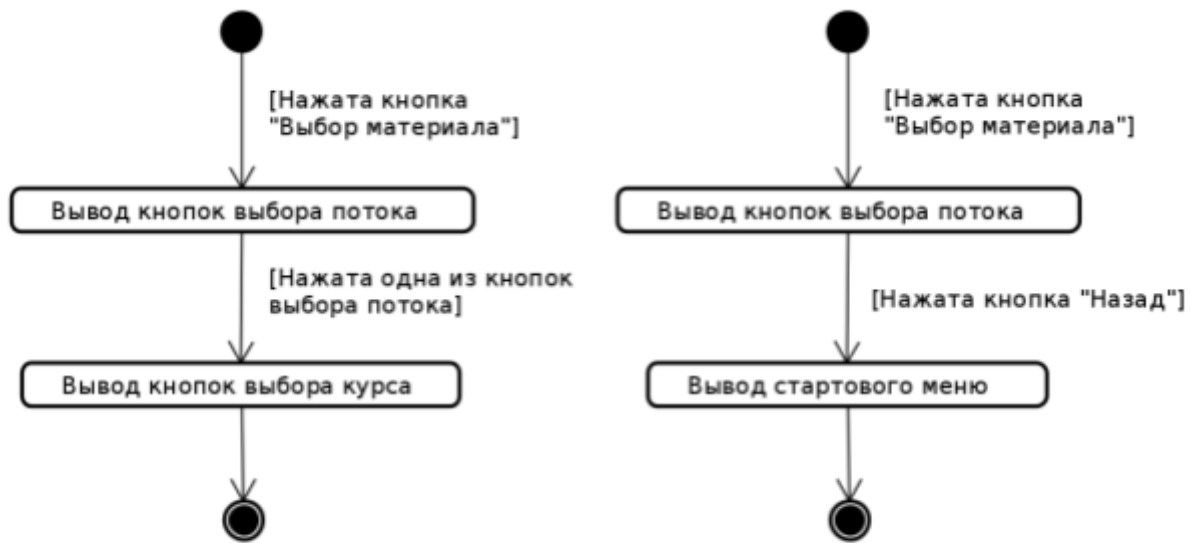 [Нажата кнопка
"Выбор материала"]
Вывод кнопок выбора потока
[Нажата одна из кнопок
выбора потока]
Вывод кнопок выбора курса
[Нажата кнопка
"Выбор материала"]
Вывод кнопок выбора потока
[Нажата кнопка "Назад"]
Вывод стартового меню